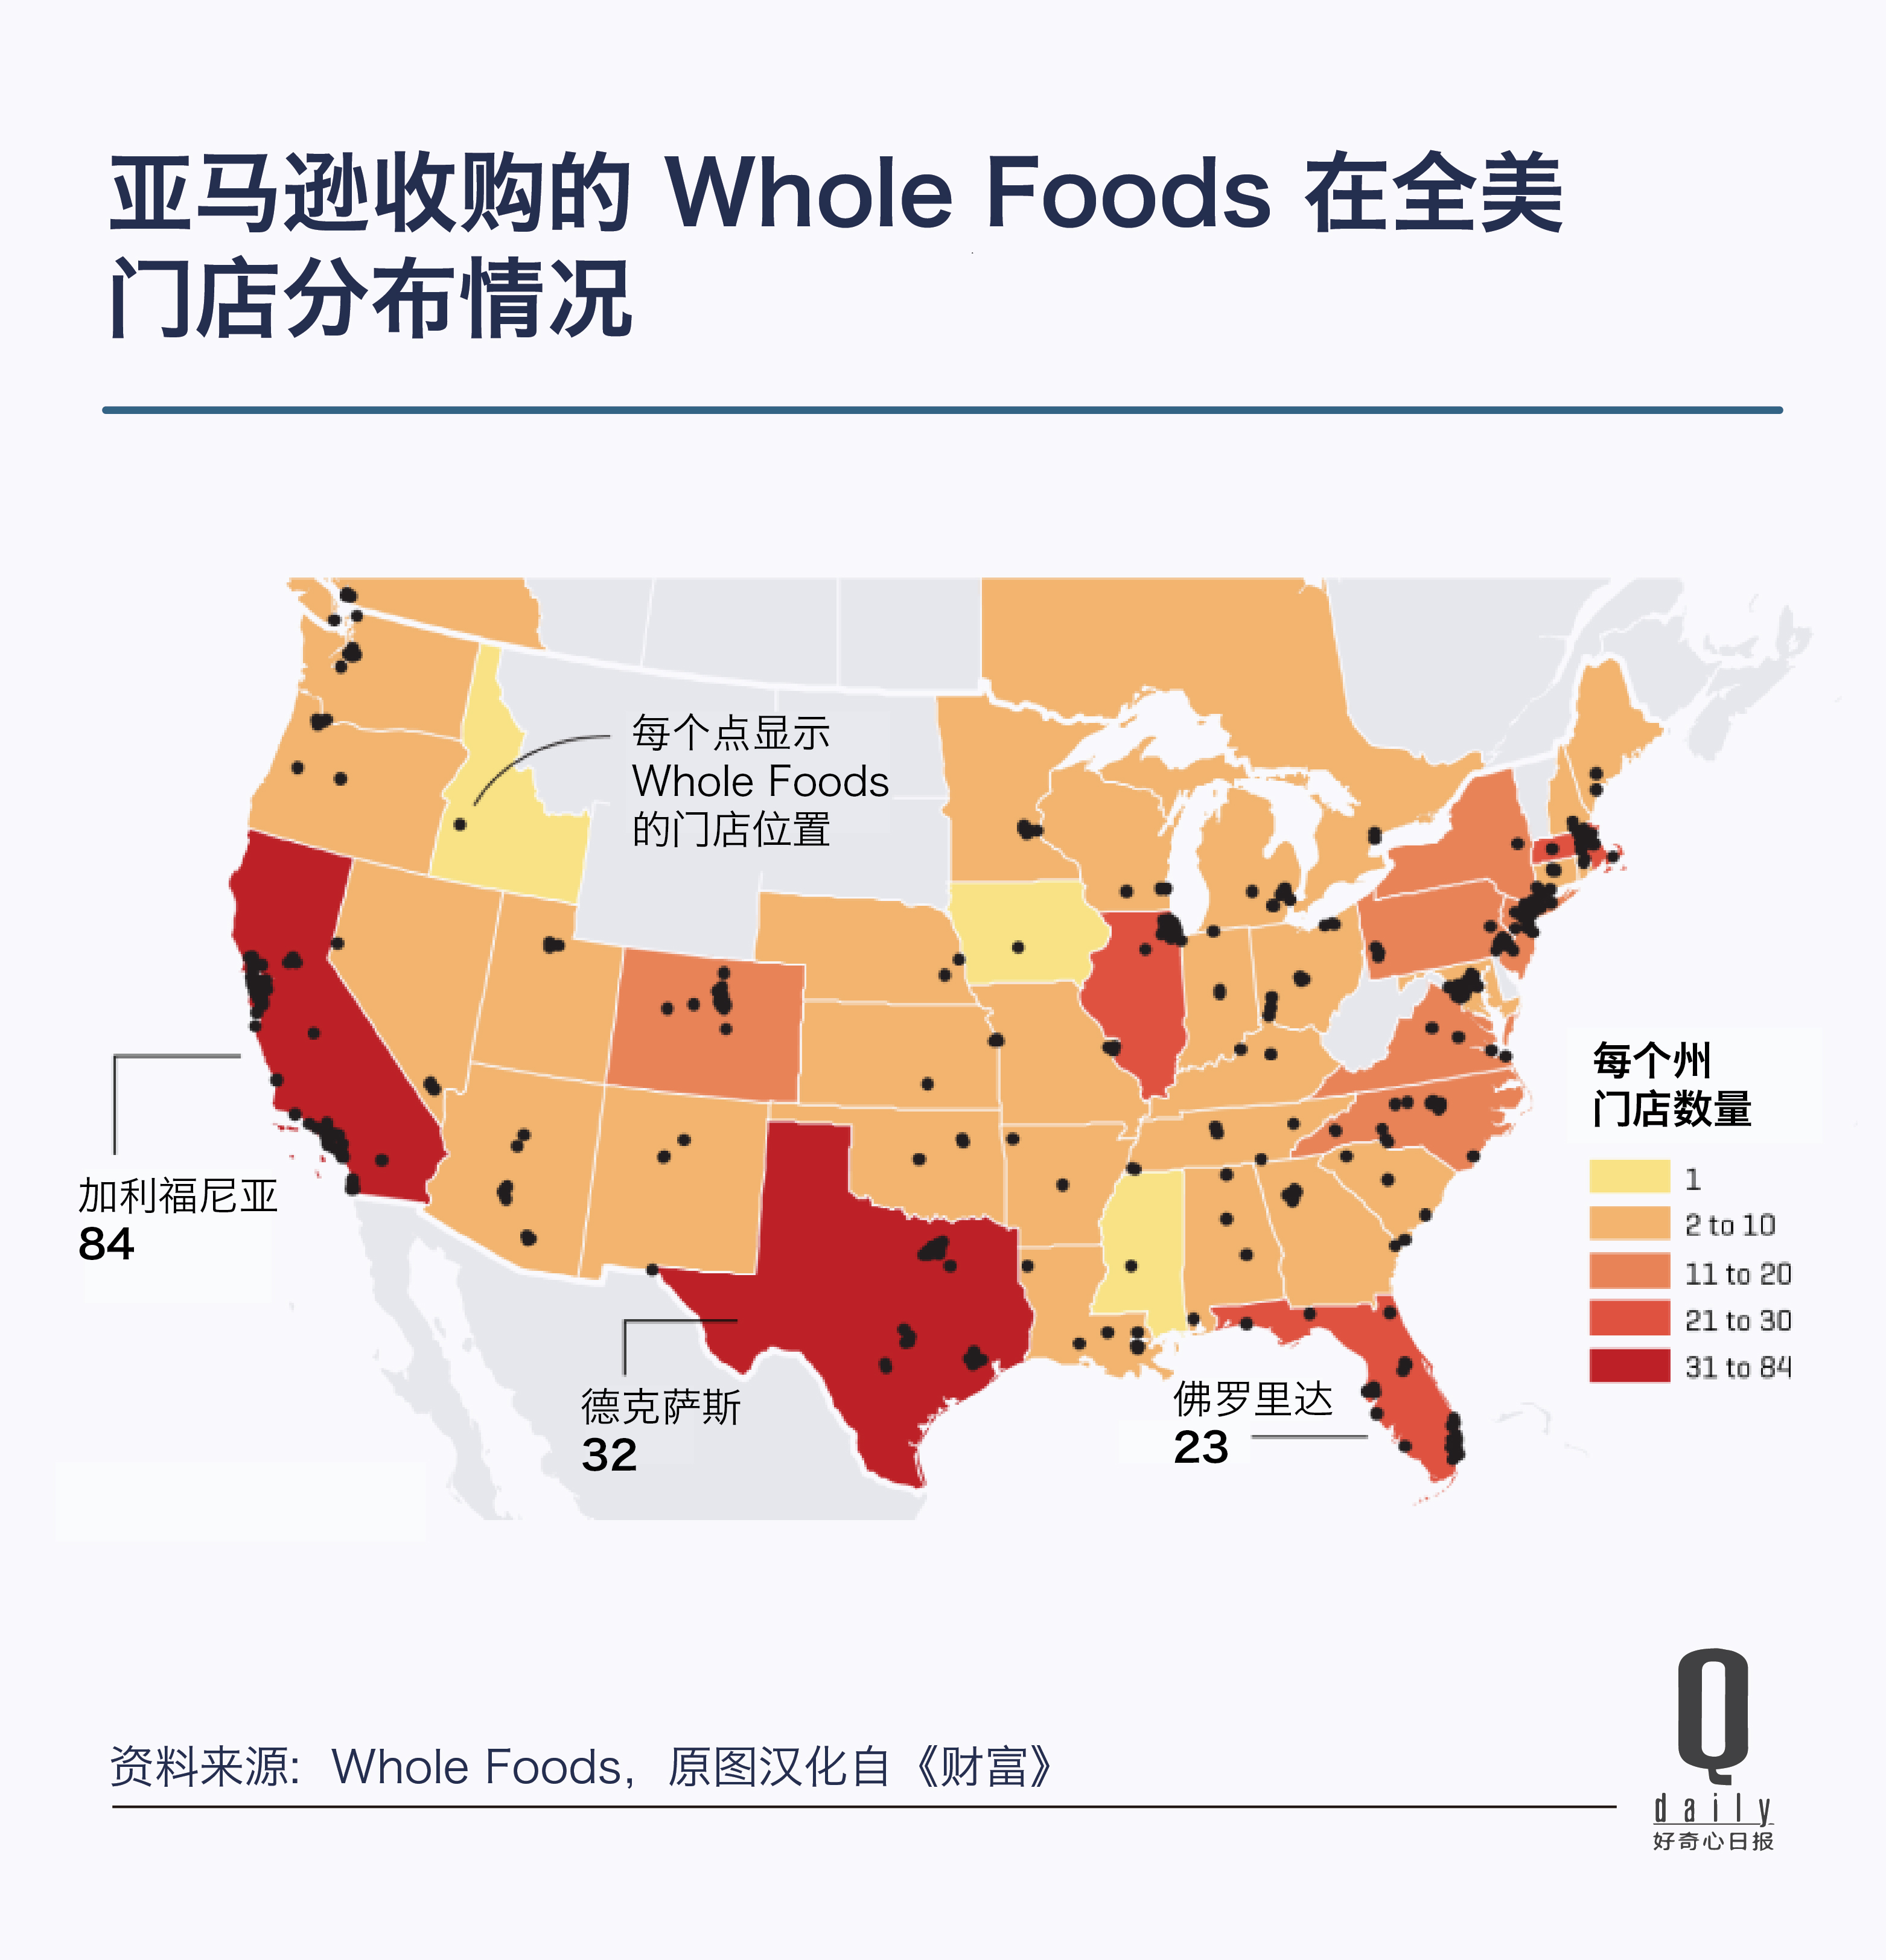 亚马逊收购的 Whole Foods 在全美
门店分布情况
每个点显示
Whole Foods
的门店位置
加利福尼亚
84
德克萨斯
32
佛罗里达
23
每个州
门店数量
1
2 to 10
11 to 20
21 to 30
31 to 84
资料来源：Whole Foods，原图汉化自《财富》
Q
daily
好奇心日报